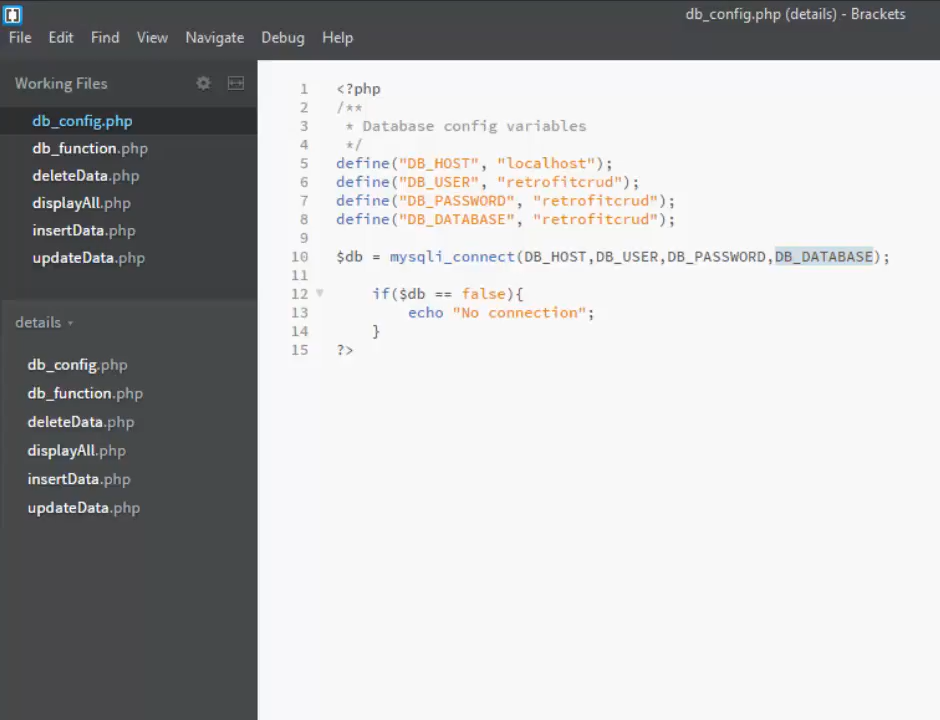 db_config.php (details) - Brackets
File Edit Find View Navigate Debug Help
Working Files
db_config.php
db_function.php
deleteData.php
displayAll.php
insertData.php
updateData.php
details
db_config.php
db_function.php
deleteData.php
displayAll.php
insertData.php
updateData.php
1 <?php
2 /**
3 * Database config variables
4 */
5 define("DB_HOST", "localhost");
6 define("DB_USER", "retrofitcrud");
7 define("DB_PASSWORD", "retrofitcrud");
8 define("DB_DATABASE", "retrofitcrud");
9
10 $db = mysqli_connect(DB_HOST,DB_USER,DB_PASSWORD,DB_DATABASE);
11
12 if($db == false){
13 echo "No connection";
14 }
15 ?>